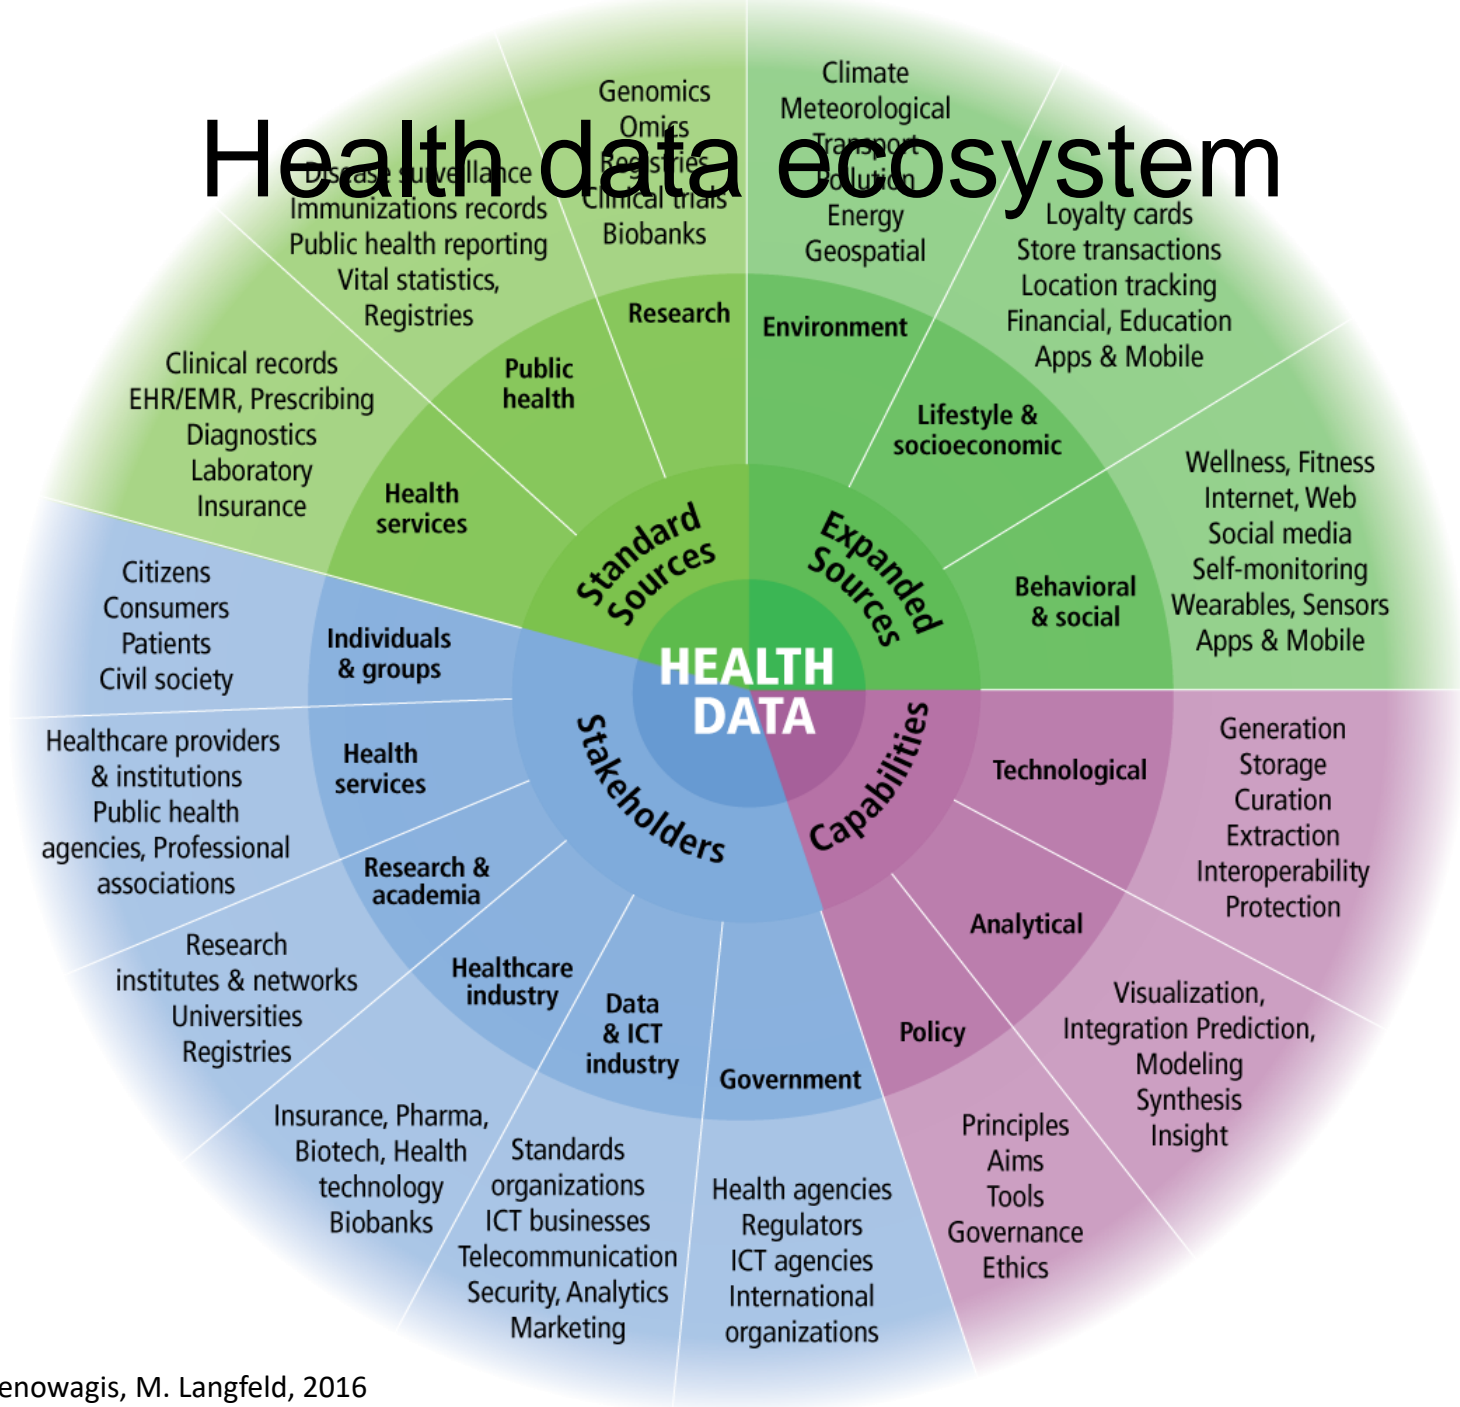 Health data ecosystem
Genomics
Omics
Registries
Clinical trials
Biobanks
Research
Disease surveillance
Immunizations records
Public health reporting
Vital statistics,
Registries
Public
health
Clinical records
EHR/EMR, Prescribing
Diagnostics
Laboratory
Insurance
Health
services
Standard
Sources
Climate
Meteorological
Transport
Pollution
Energy
Geospatial
Environment
Loyalty cards
Store transactions
Location tracking
Financial, Education
Apps & Mobile
Lifestyle &
socioeconomic
Wellness, Fitness
Internet, Web
Social media
Self-monitoring
Wearables, Sensors
Apps & Mobile
Behavioral
& social
Expanded
Sources
HEALTH
DATA
Citizens
Consumers
Patients
Civil society
Individuals
& groups
Healthcare providers
& institutions
Public health
agencies, Professional
associations
Health
services
Research
institutes & networks
Universities
Registries
Research &
academia
Insurance, Pharma,
Biotech, Health
technology
Biobanks
Healthcare
industry
Standards
organizations
ICT businesses
Telecommunication
Security, Analytics
Marketing
Data
& ICT
industry
Health agencies
Regulators
ICT agencies
International
organizations
Government
Stakeholders
Capabilities
Technological
Generation
Storage
Curation
Extraction
Interoperability
Protection
Analytical
Visualization,
Integration Prediction,
Modeling
Synthesis
Insight
Policy
Principles
Aims
Tools
Governance
Ethics
enowagis, M. Langfeld, 2016